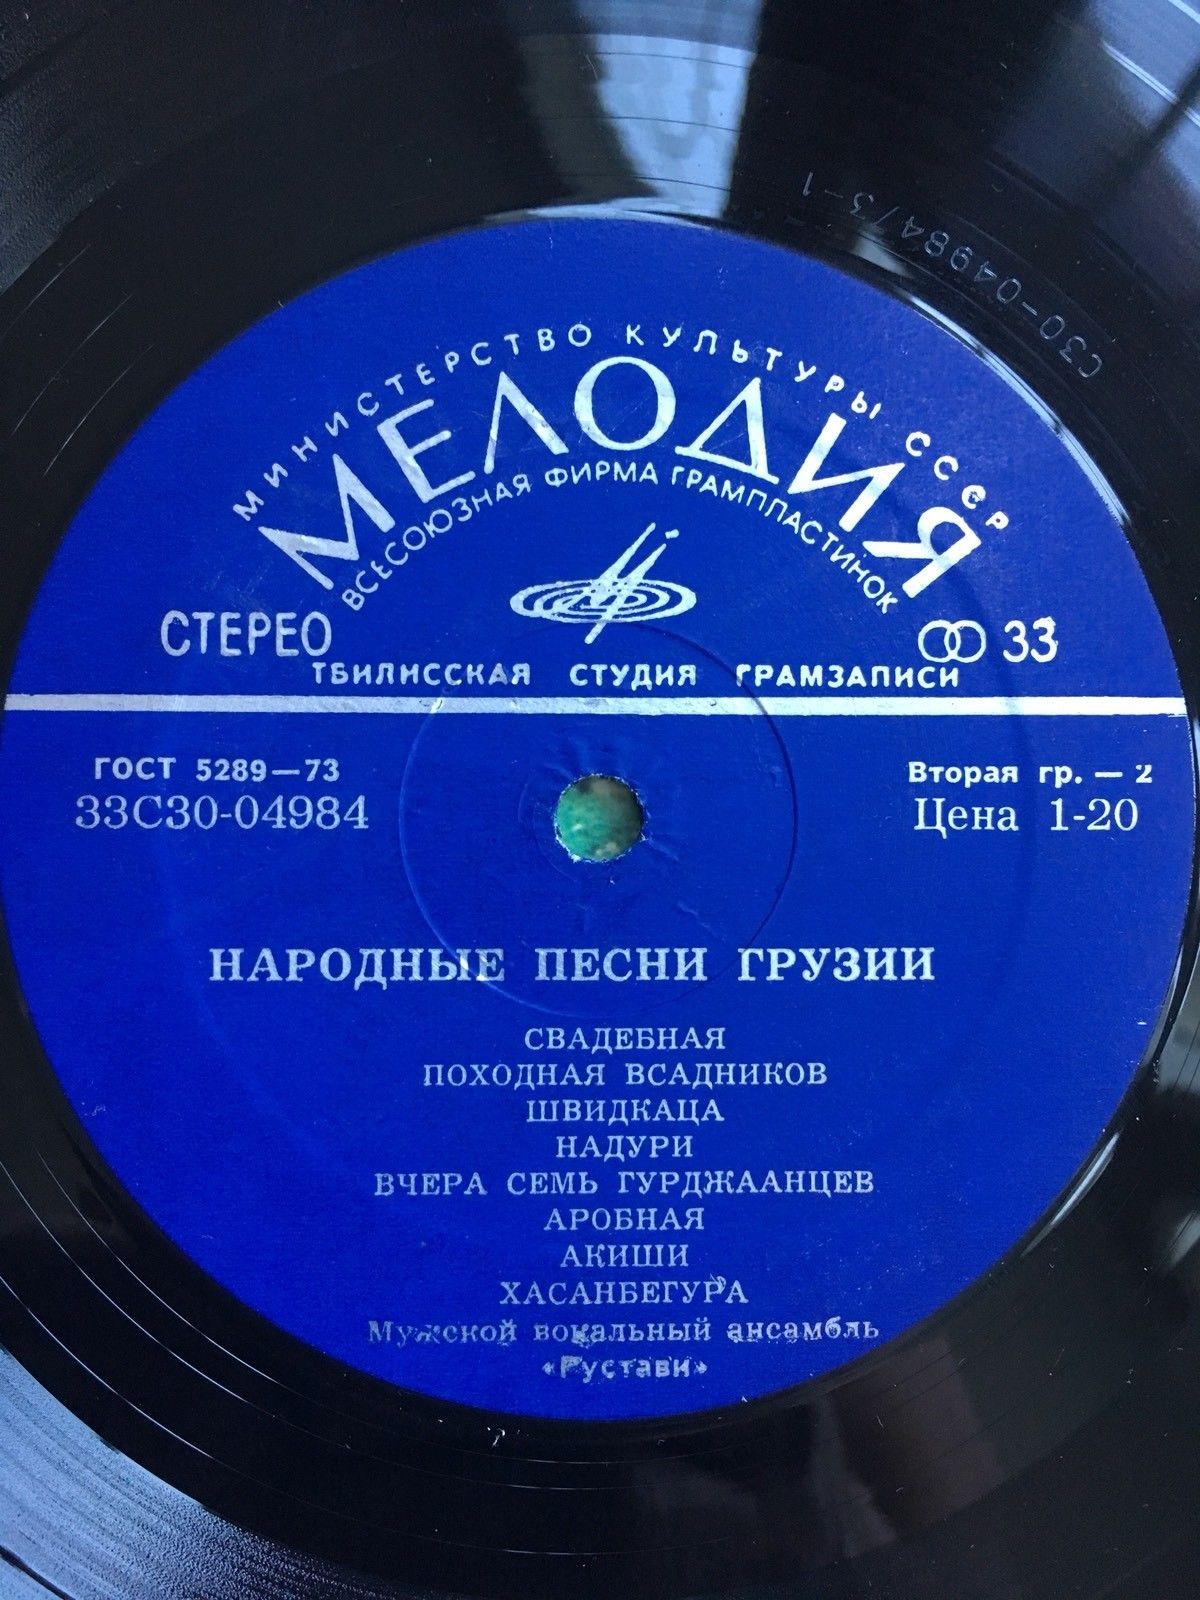 С30-0498473-1
МИНИСТЕРСТВО КУЛЬТУРЫ СССР
МЕЛОДИЯ
ВСЕСОЮЗНАЯ ФИРМА ГРАМПЛАСТИНОК
СТЕРЕО 33
ТБИЛИССКАЯ СТУДИЯ ГРАМЗАПИСИ
ГОСТ 5289—73 Вторая гр. — 2
33С30-04984 Цена 1-20
НАРОДНЫЕ ПЕСНИ ГРУЗИИ
СВАДЕБНАЯ
ПОХОДНАЯ ВСАДНИКОВ
ШВИДКАЦА
НАДУРИ
ВЧЕРА СЕМЬ ГУРДЖААНЦЕВ
АРОБНАЯ
АКИШИ
ХАСАНБЕГУРА
Мужской вокальный ансамбль
«Рустави»